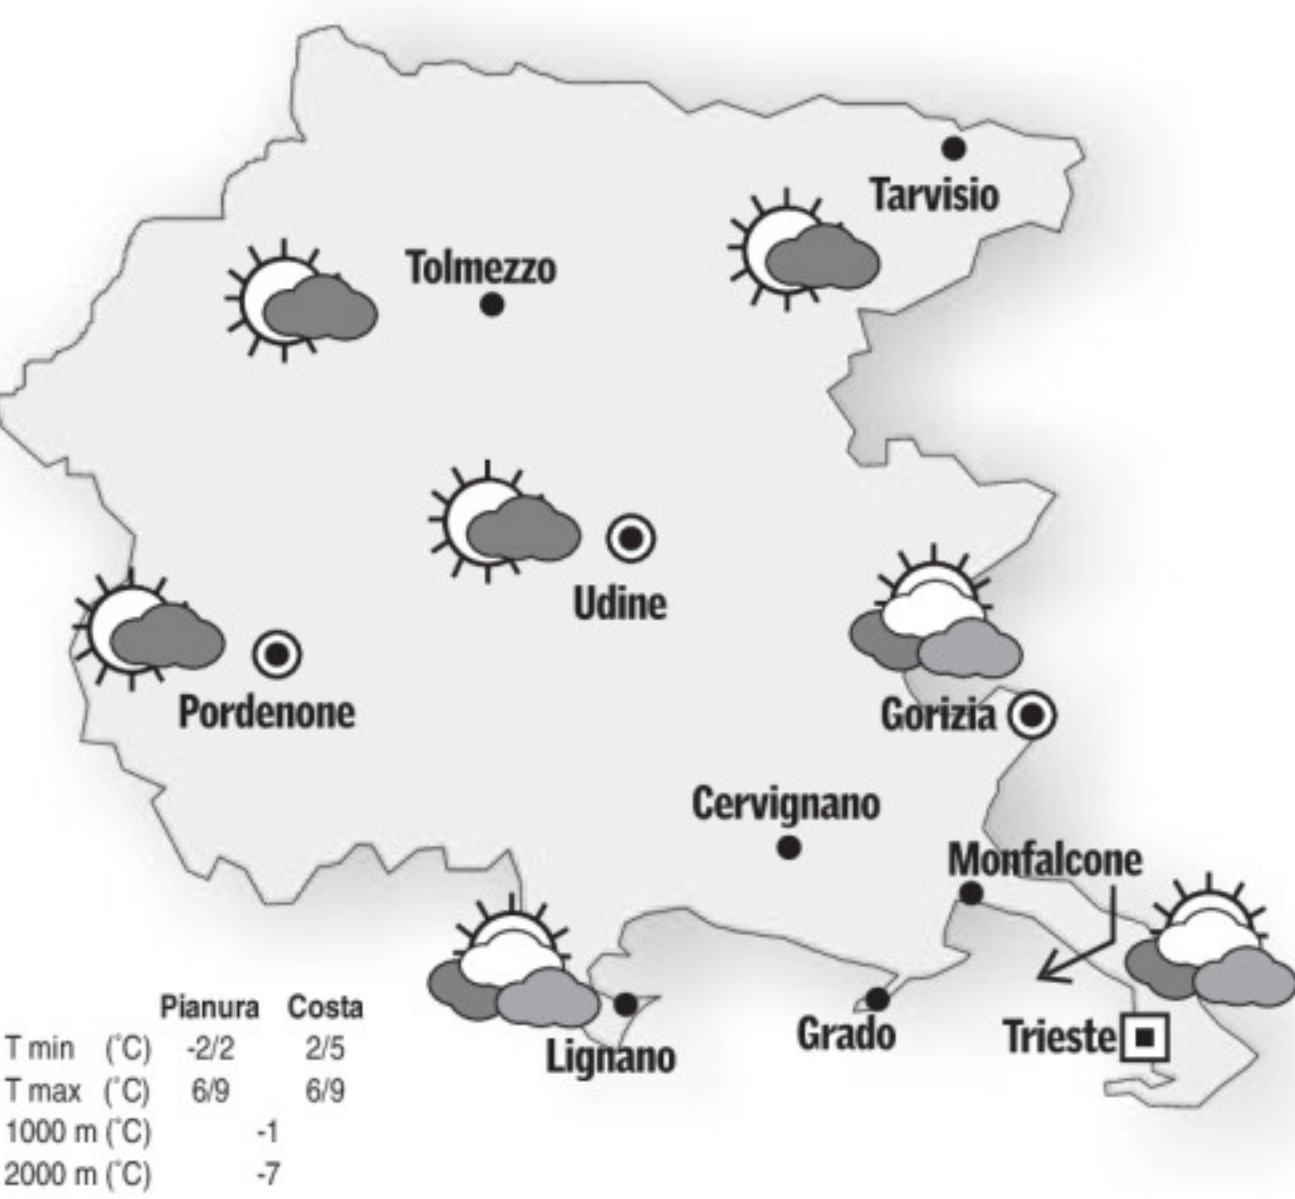 Tarvisio
Tolmezzo
Udine
Pordenone
Gorizia
Cervignano
Monfalcone
Grado
Trieste
Lignano
Pianura Costa
T min (°C) -2/2 2/5
T max (°C) 6/9 6/9
1000 m (°C) -1
2000 m (°C) -7